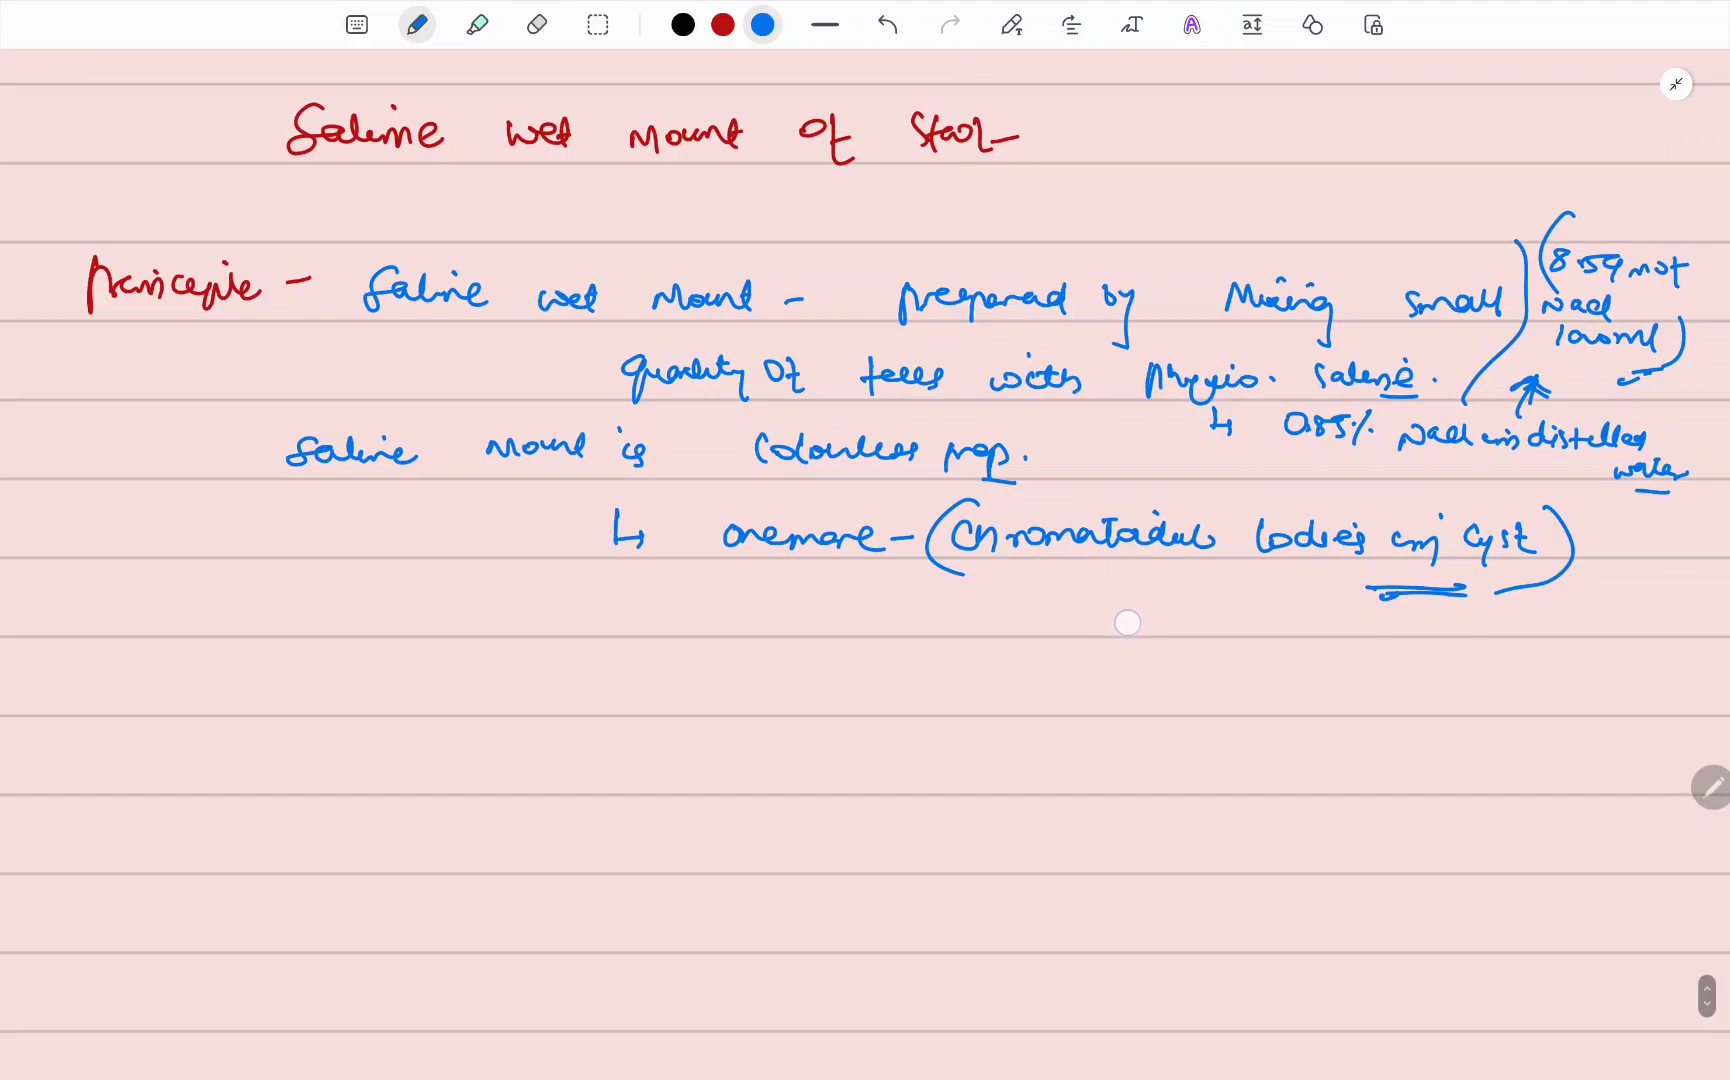 Saline wet mount of stool
Principle - Saline wet mount - prepared by Mixing small
quantity of feces with physio. saline.
↳ 0.85% NaCl in distilled water
(8.5g NaCl 1000ml)
Saline mount is colourless prep.
↳ one more - (Chromatoidal bodies in cyst)